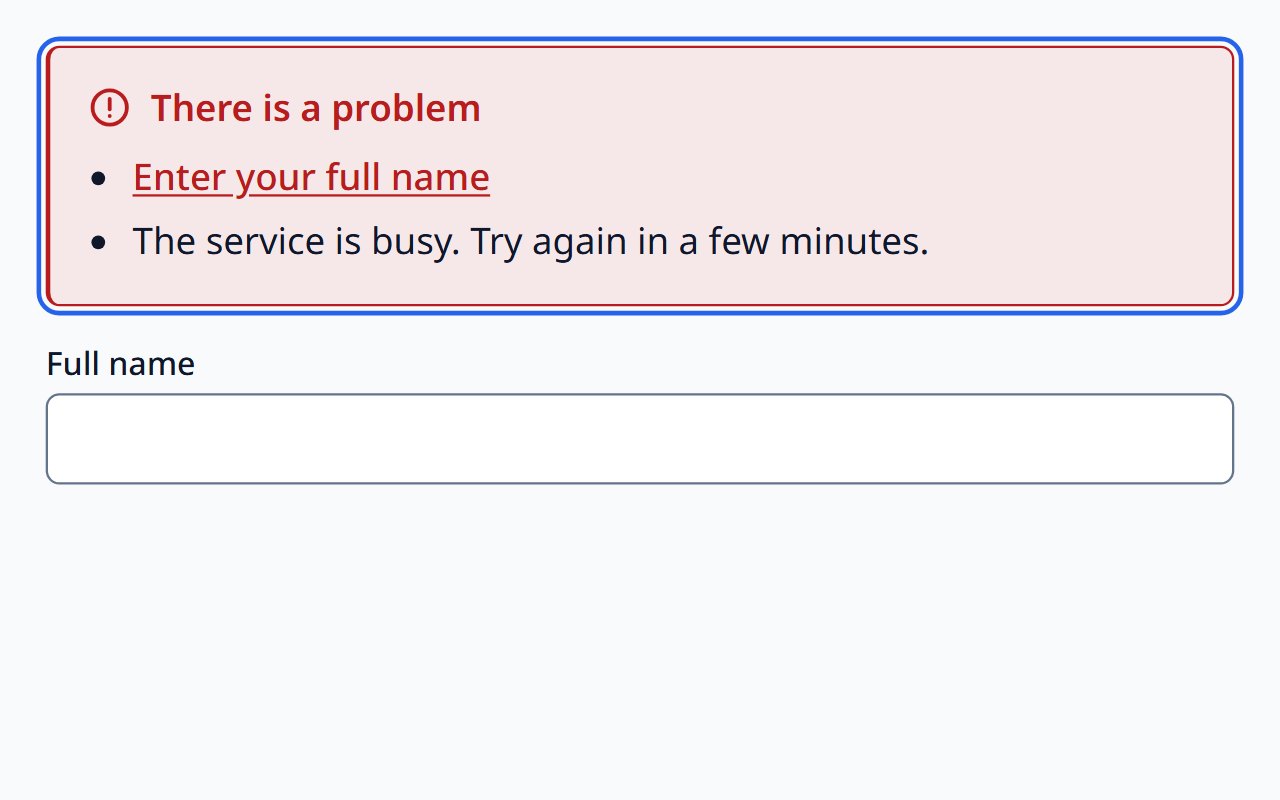 There is a problem
Enter your full name
The service is busy. Try again in a few minutes.
Full name